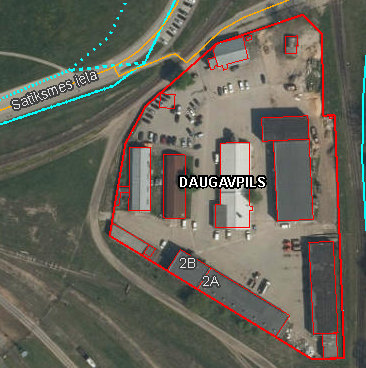 Satiksmes iela
DAUGAVPILS
2B
2A